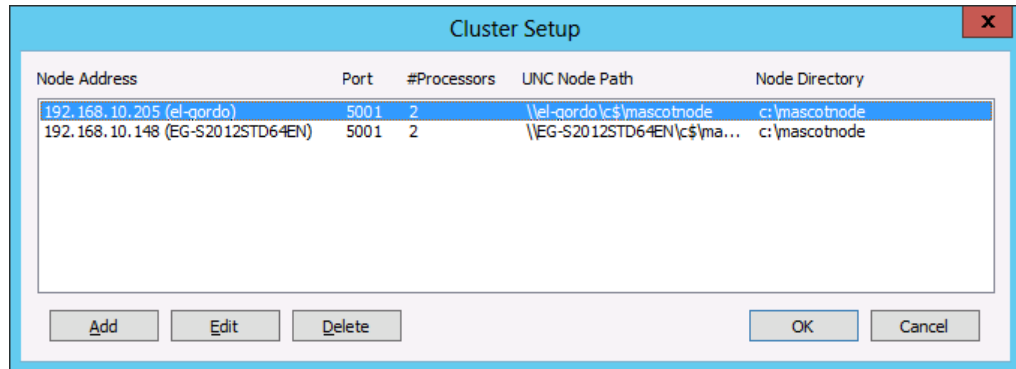 Cluster Setup
x
Node Address Port #Processors UNC Node Path Node Directory
192.168.10.205 (el-gordo) 5001 2 \\el-gordo\c$\mascotnode c:\mascotnode
192.168.10.148 (EG-S2012STD64EN) 5001 2 \\EG-S2012STD64EN\c$\ma... c:\mascotnode
Add Edit Delete OK Cancel